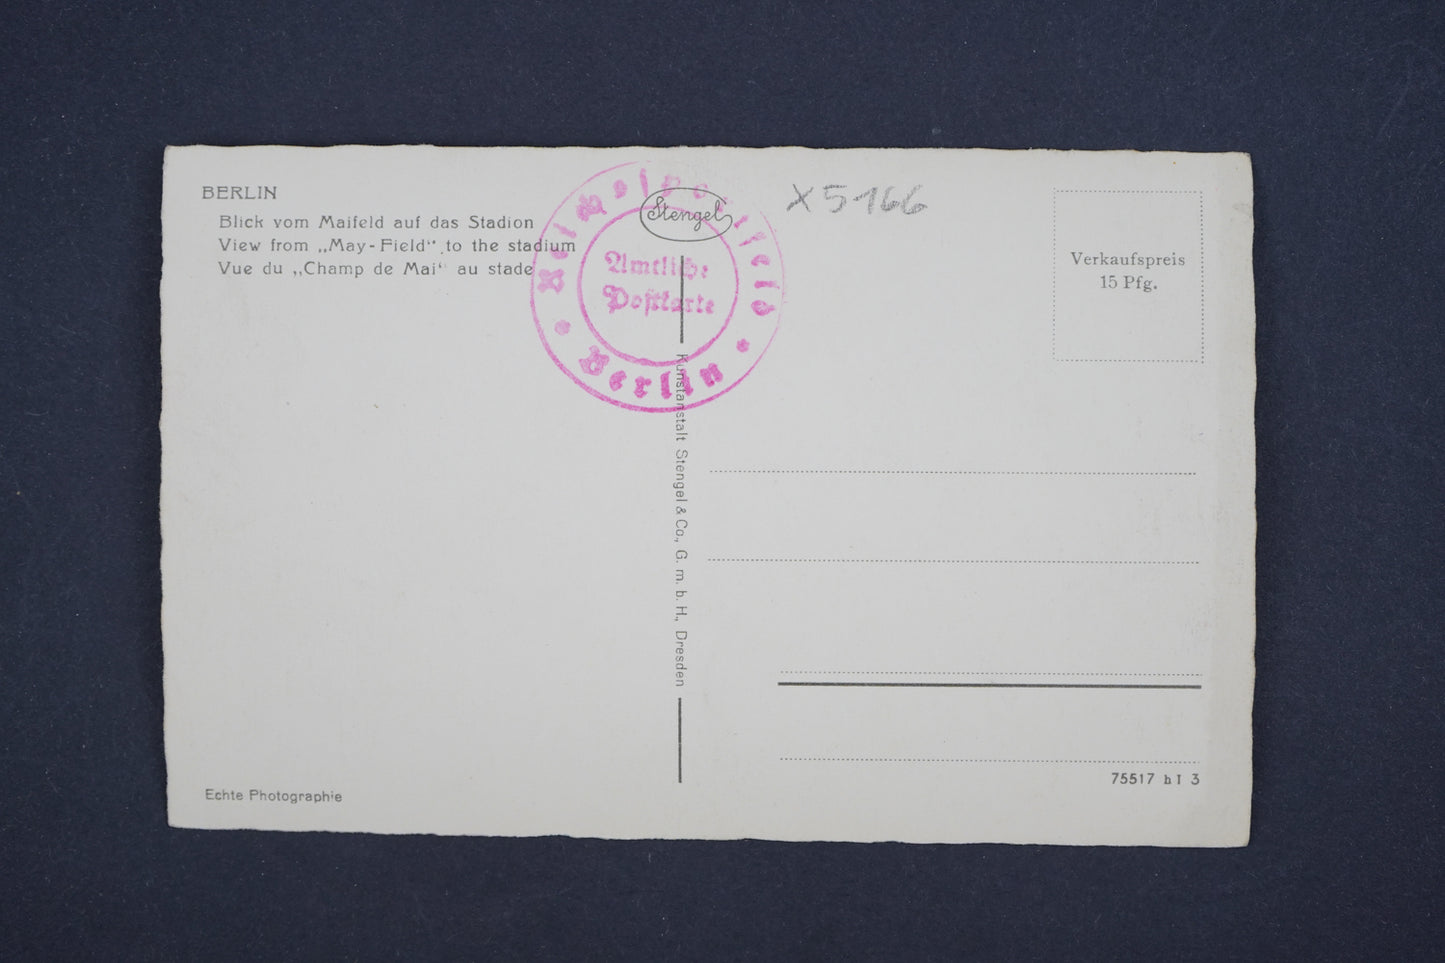 BERLIN
Blick vom Maifeld auf das Stadion
View from „May-Field“ to the stadium
Vue du „Champ de Mai“ au stade
Reichssportfeld
Amtliche
Postkarte
* Berlin *
Stengel
X5166
Verkaufspreis
15 Pfg.
Kunstanstalt Stengel & Co., G. m. b. H., Dresden
Echte Photographie
75517 h I 3